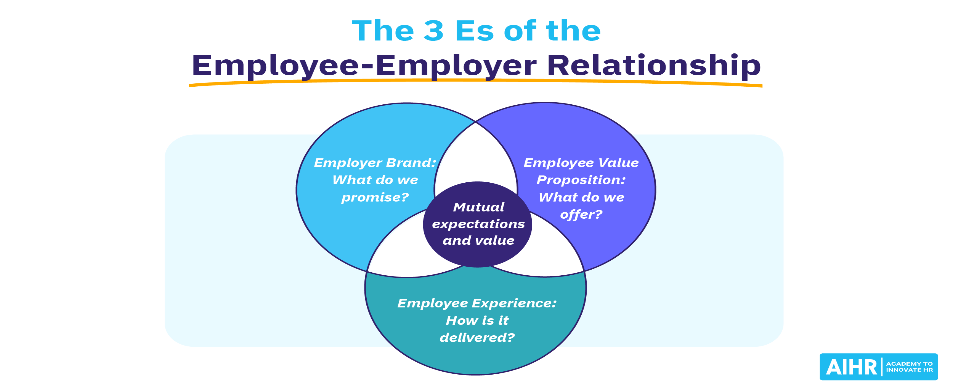 The 3 Es of the
Employee-Employer Relationship
Employer Brand:
What do we
promise?
Employee Value
Proposition:
What do we
offer?
Mutual
expectations
and value
Employee Experience:
How is it
delivered?
AIHR
ACADEMY TO
INNOVATE HR